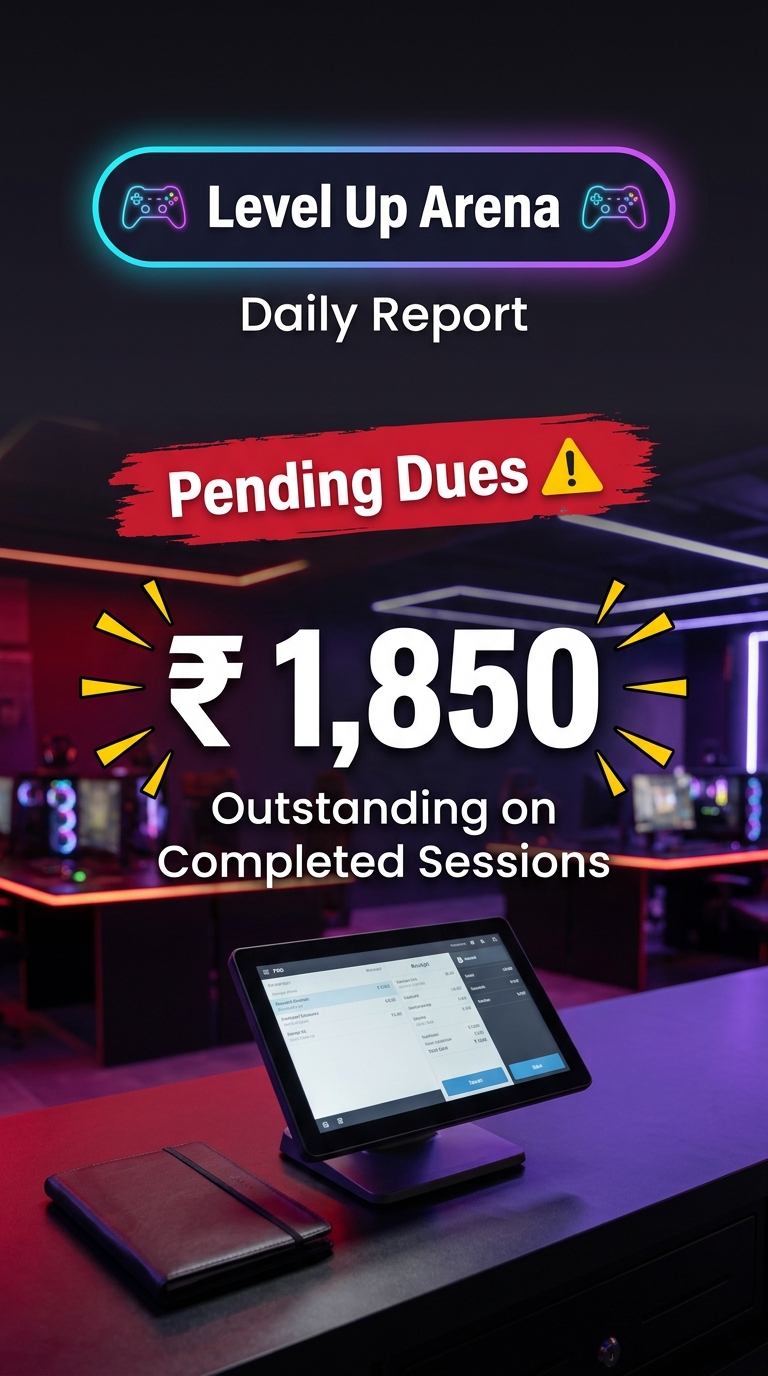 Level Up Arena
Daily Report
Pending Dues
₹ 1,850
Outstanding on
Completed Sessions